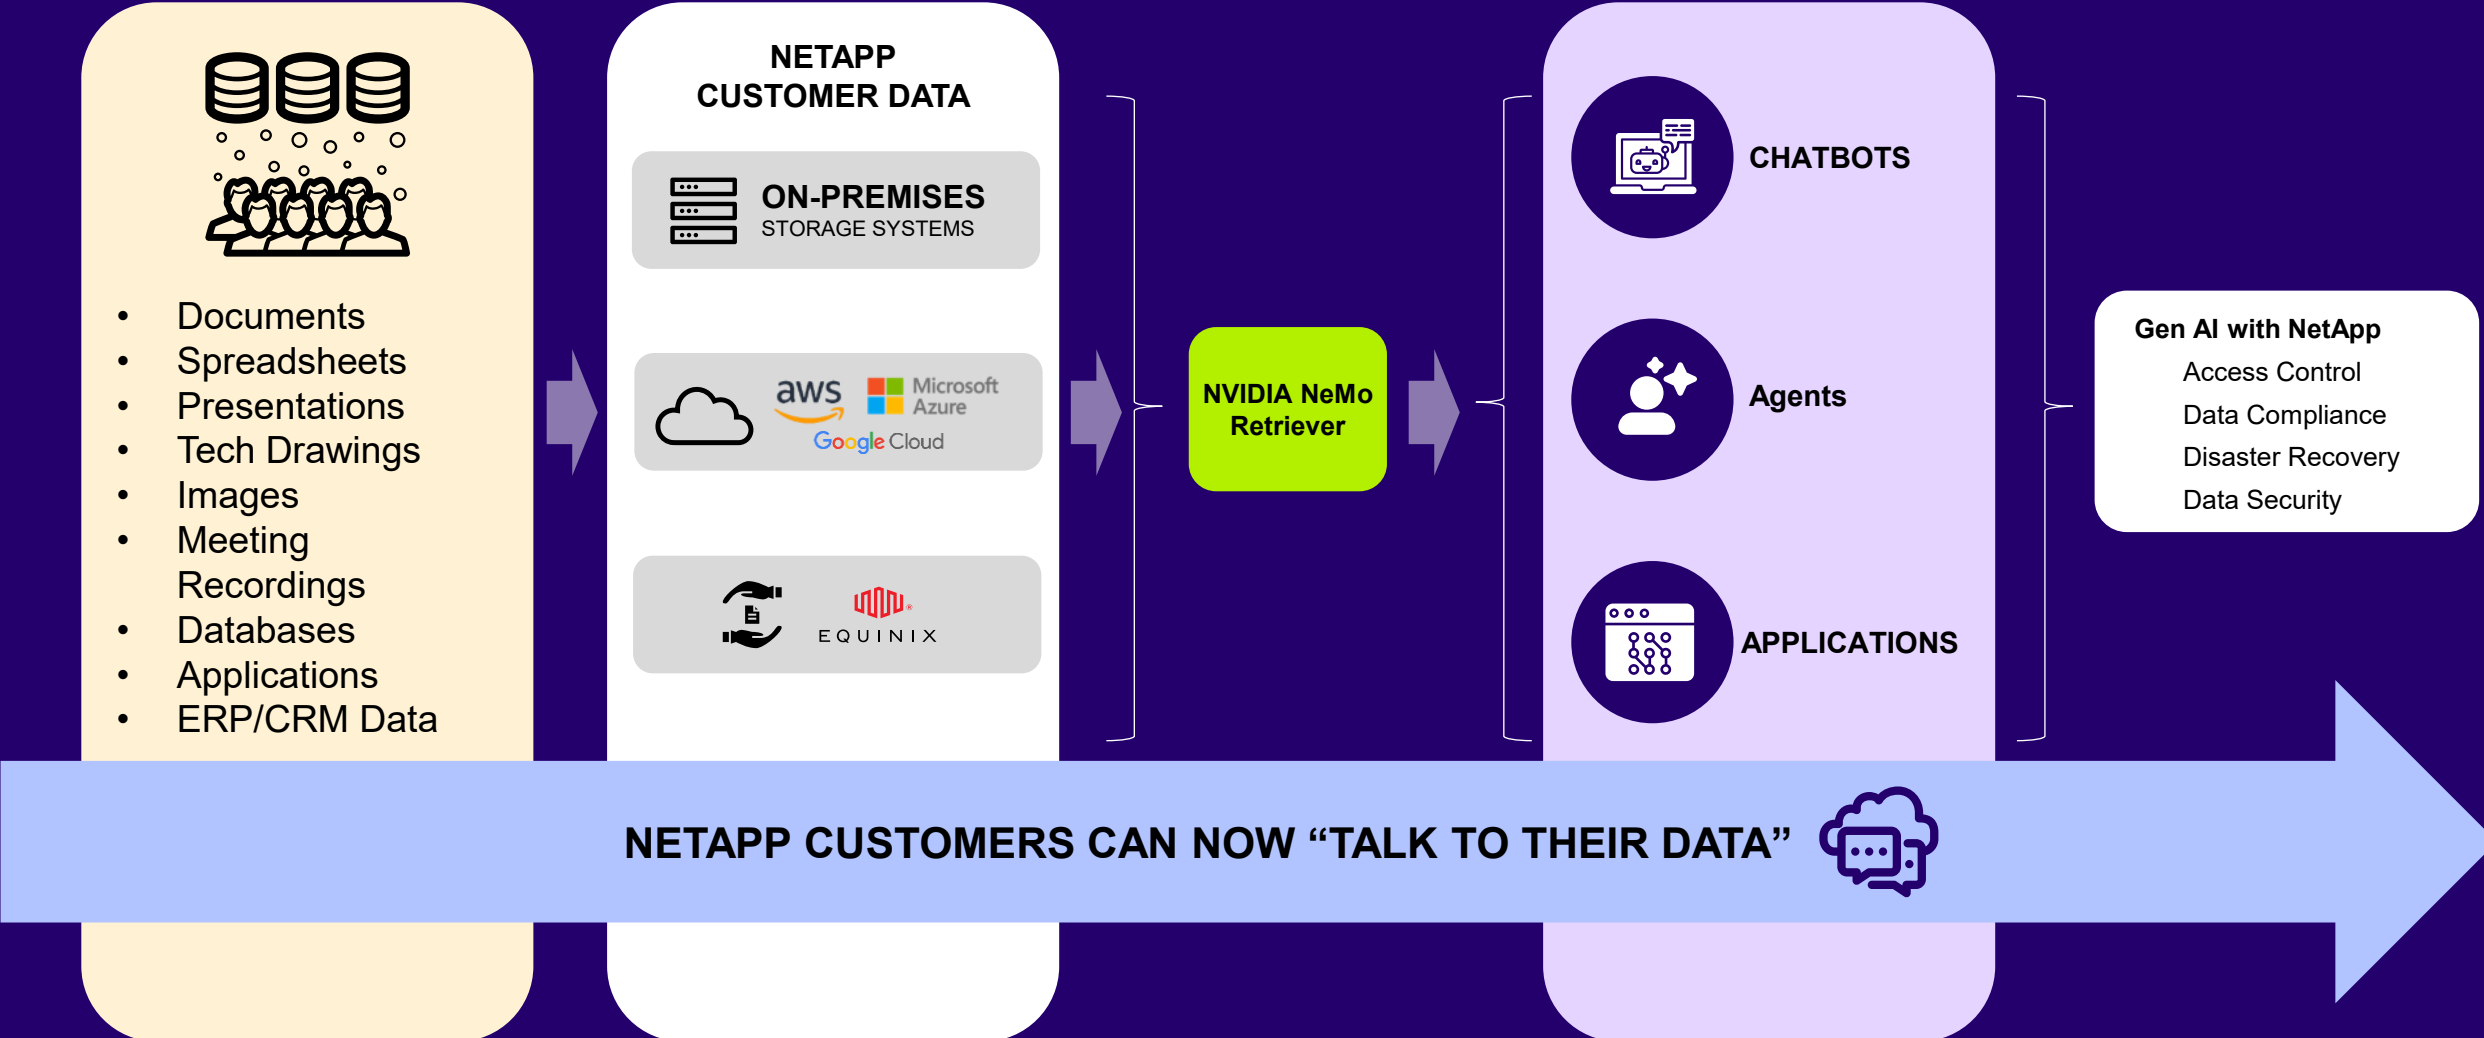 • Documents
• Spreadsheets
• Presentations
• Tech Drawings
• Images
• Meeting
Recordings
• Databases
• Applications
• ERP/CRM Data
NETAPP
CUSTOMER DATA
ON-PREMISES
STORAGE SYSTEMS
aws
Microsoft
Azure
Google Cloud
EQUINIX
NVIDIA NeMo
Retriever
CHATBOTS
Agents
APPLICATIONS
Gen AI with NetApp
Access Control
Data Compliance
Disaster Recovery
Data Security
NETAPP CUSTOMERS CAN NOW “TALK TO THEIR DATA”